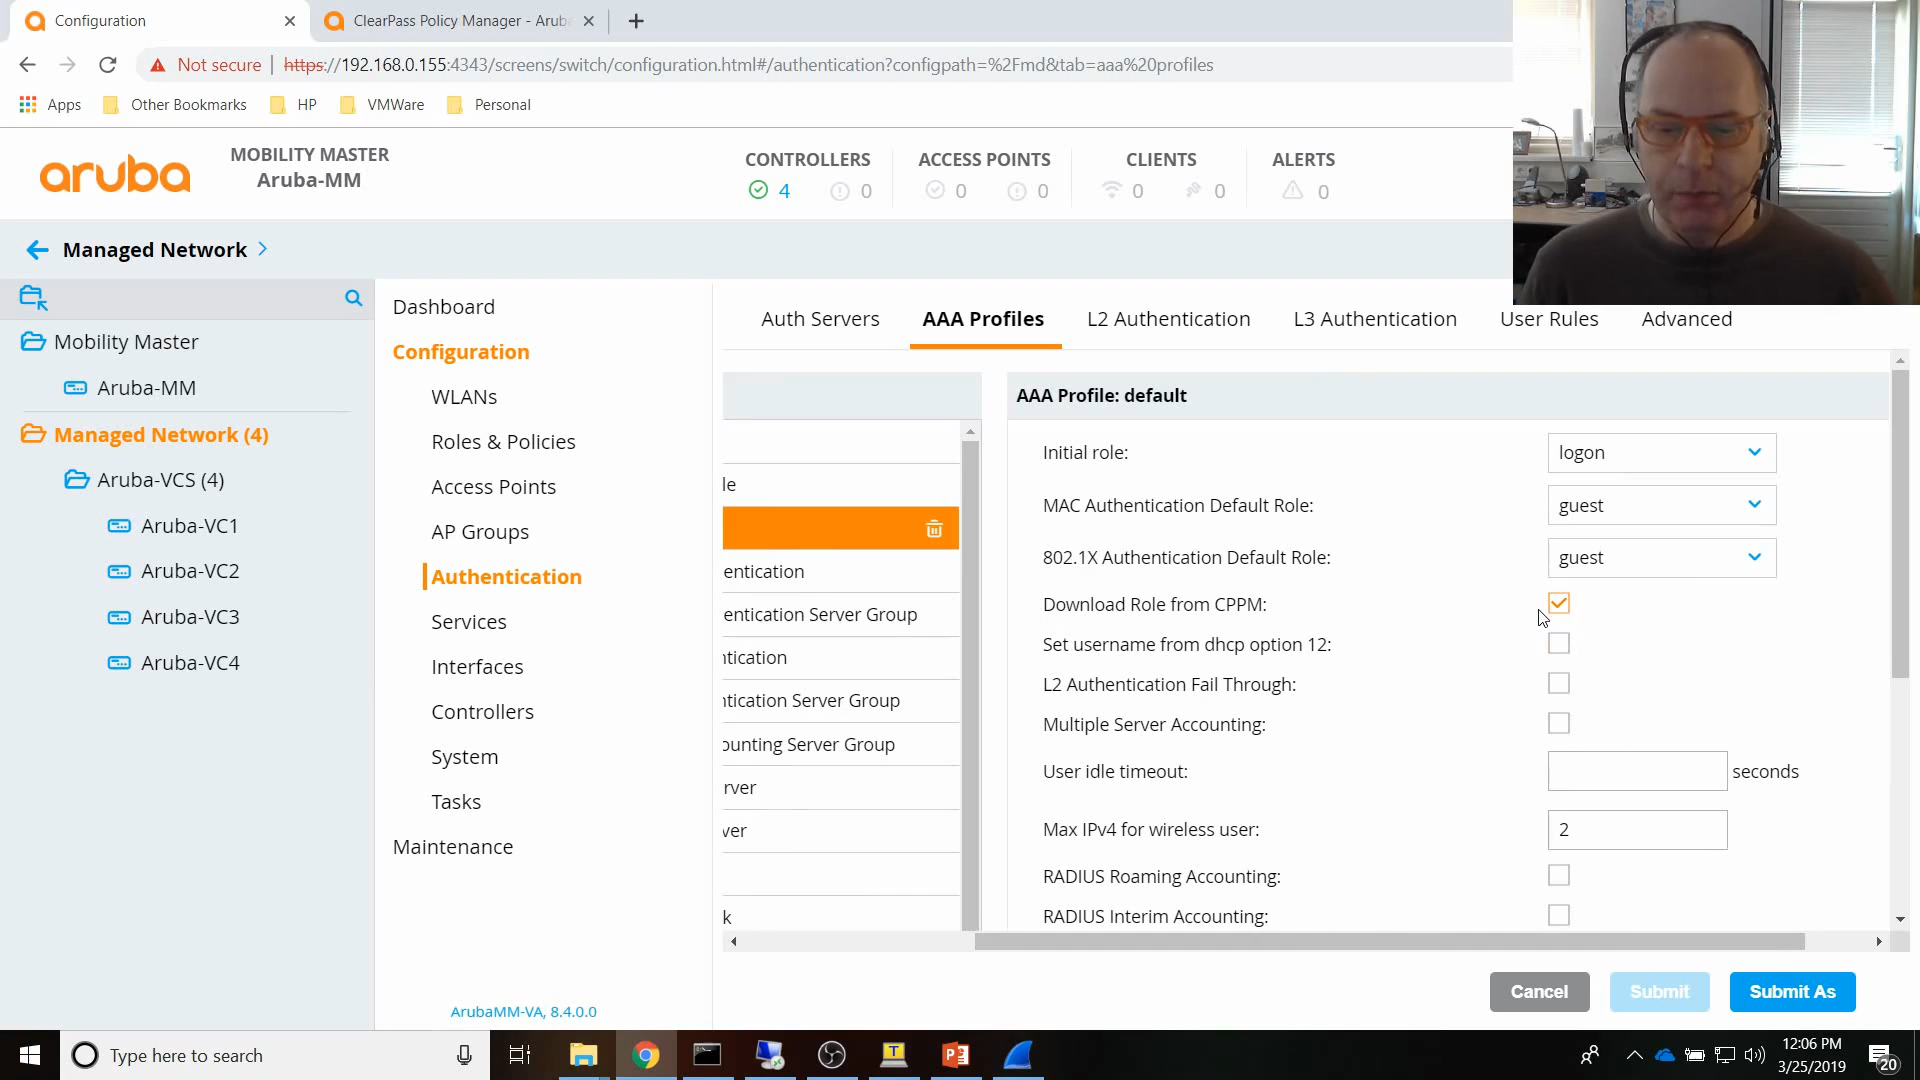 Configuration
ClearPass Policy Manager - Arub
Not secure
https://192.168.0.155:4343/screens/switch/configuration.html#/authentication?configpath=%2Fmd&tab=aaa%20profiles
Apps
Other Bookmarks
HP
VMWare
Personal
aruba
MOBILITY MASTER
Aruba-MM
CONTROLLERS
4
0
ACCESS POINTS
0
0
CLIENTS
0
0
ALERTS
0
Managed Network
Mobility Master
Aruba-MM
Managed Network (4)
Aruba-VCS (4)
Aruba-VC1
Aruba-VC2
Aruba-VC3
Aruba-VC4
Dashboard
Configuration
WLANs
Roles & Policies
Access Points
AP Groups
Authentication
Services
Interfaces
Controllers
System
Tasks
Maintenance
ArubaMM-VA, 8.4.0.0
Auth Servers
AAA Profiles
L2 Authentication
L3 Authentication
User Rules
Advanced
le
entication
entication Server Group
ntication
ntication Server Group
ounting Server Group
rver
ver
k
AAA Profile: default
Initial role:
logon
MAC Authentication Default Role:
guest
802.1X Authentication Default Role:
guest
Download Role from CPPM:
Set username from dhcp option 12:
L2 Authentication Fail Through:
Multiple Server Accounting:
User idle timeout:
seconds
Max IPv4 for wireless user:
2
RADIUS Roaming Accounting:
RADIUS Interim Accounting:
Cancel
Submit
Submit As
Type here to search
12:06 PM
3/25/2019
20